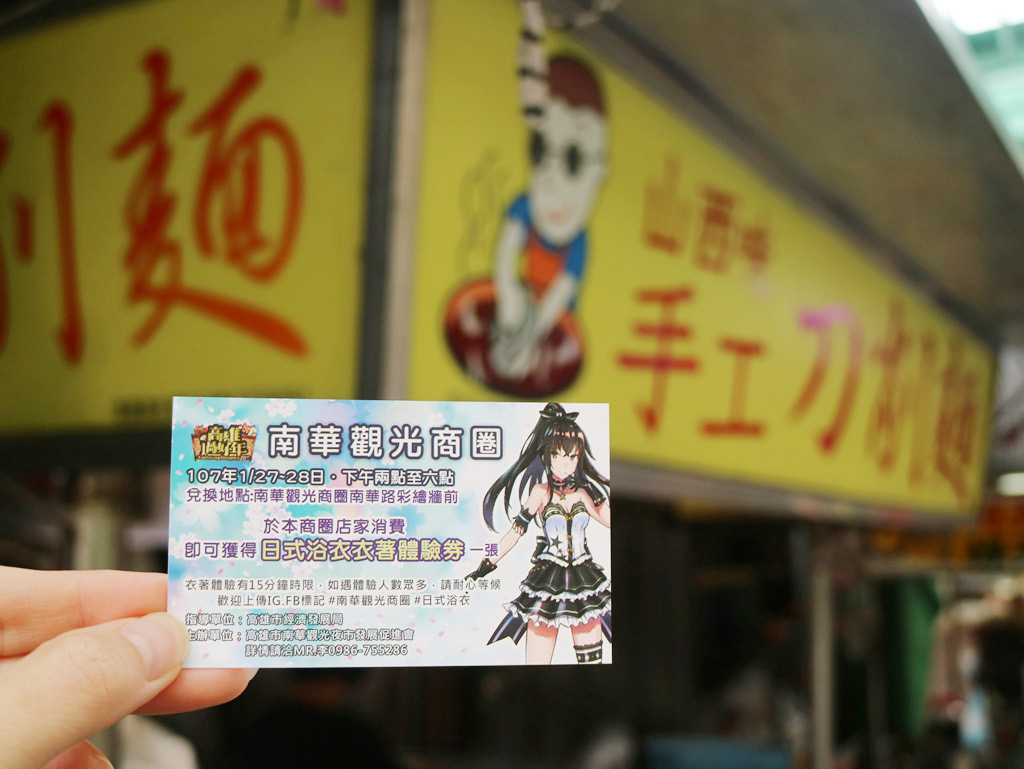 削麵
山西味
手工刀削麵
高雄過好年
南華觀光商圈
107年1/27~28日。下午兩點至六點
兌換地點:南華觀光商圈南華路彩繪牆前
於本商圈店家消費
即可獲得日式浴衣衣著體驗券一張
衣著體驗有15分鐘時限，如遇體驗人數眾多，請耐心等候
歡迎上傳IG.FB標記 #南華觀光商圈 #日式浴衣
指導單位：高雄市經濟發展局
主辦單位：高雄市南華觀光夜市發展促進會
詳情請洽MR.李0986-755286